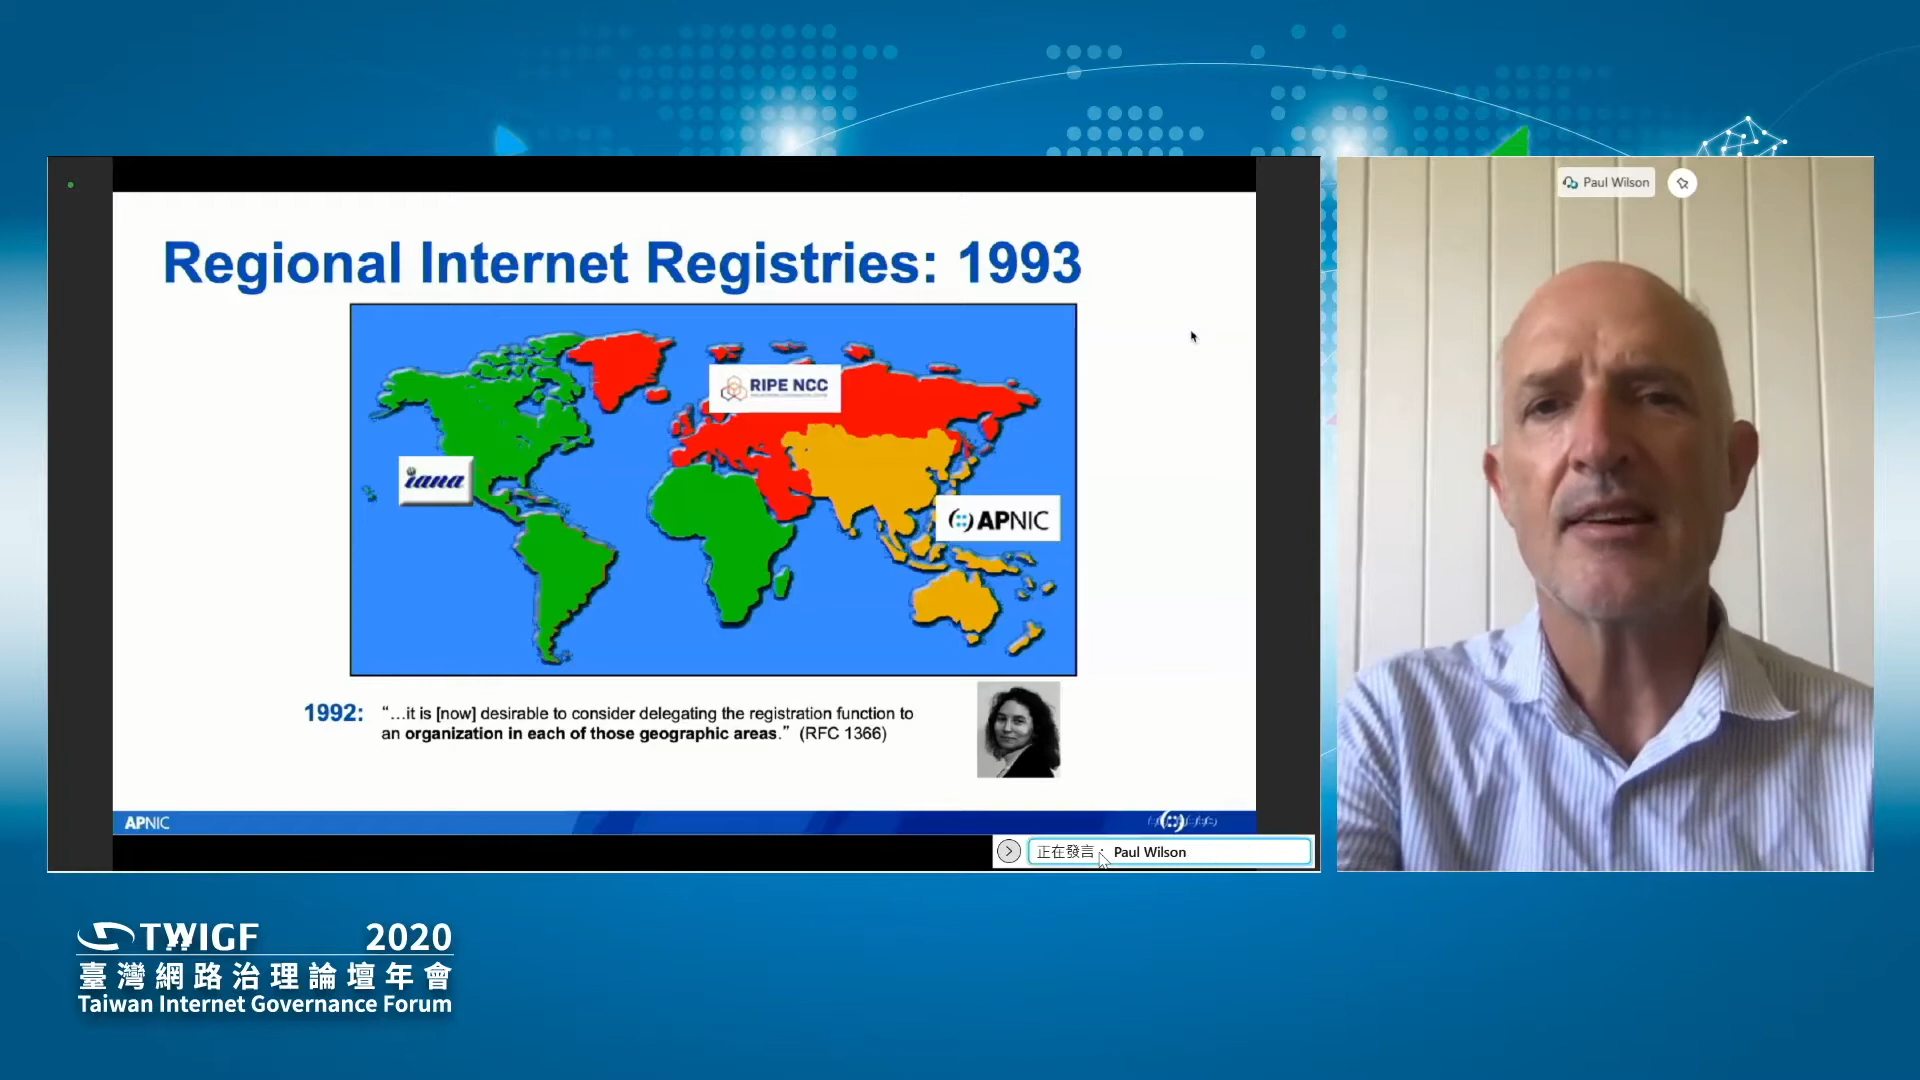 Paul Wilson
Regional Internet Registries: 1993
RIPE NCC
iana
APNIC
1992: “…it is [now] desirable to consider delegating the registration function to
an organization in each of those geographic areas.” (RFC 1366)
APNIC
正在發言： Paul Wilson
TWIGF 2020
臺灣網路治理論壇年會
Taiwan Internet Governance Forum